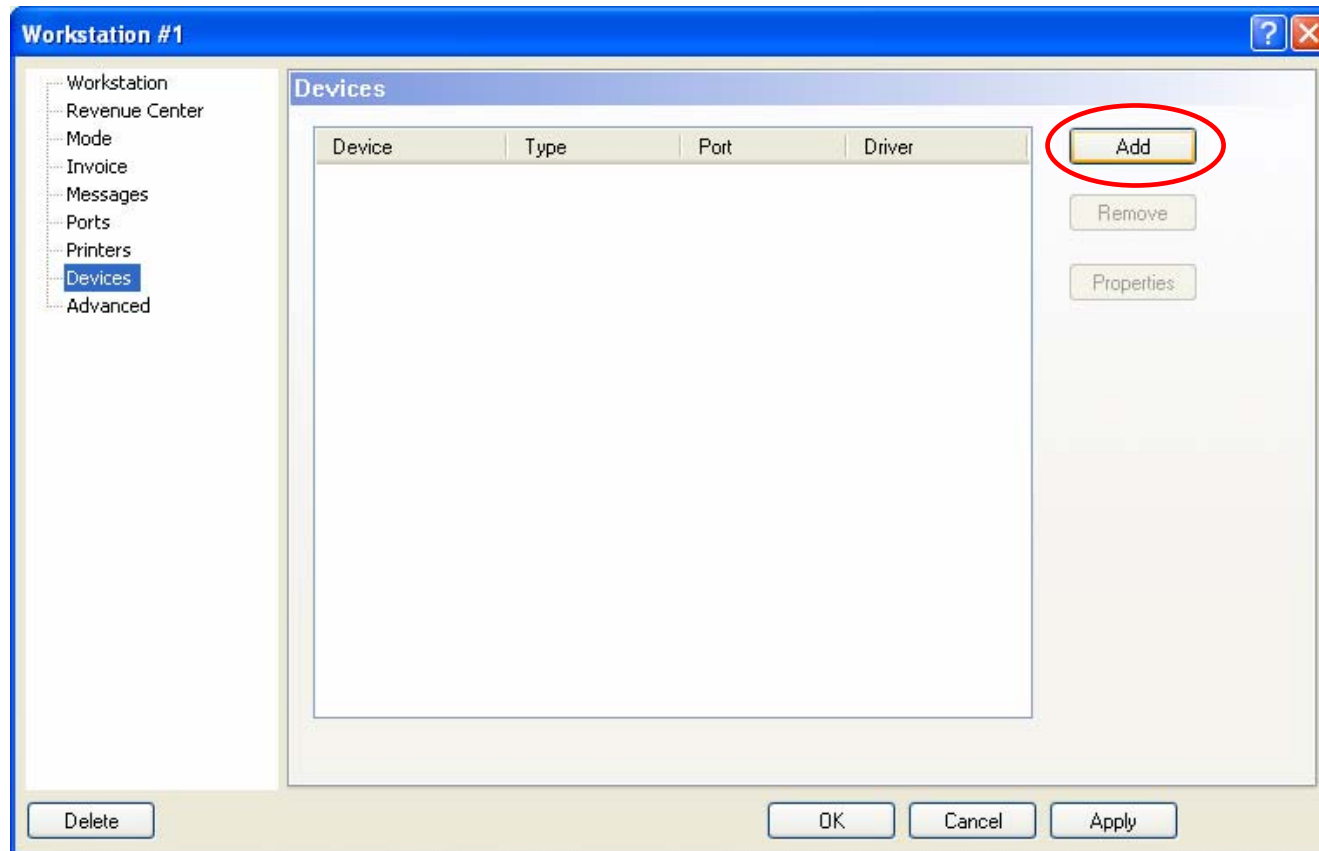 Workstation #1
Workstation
Revenue Center
Mode
Invoice
Messages
Ports
Printers
Devices
Advanced
Devices
Device Type Port Driver
Add
Remove
Properties
Delete OK Cancel Apply